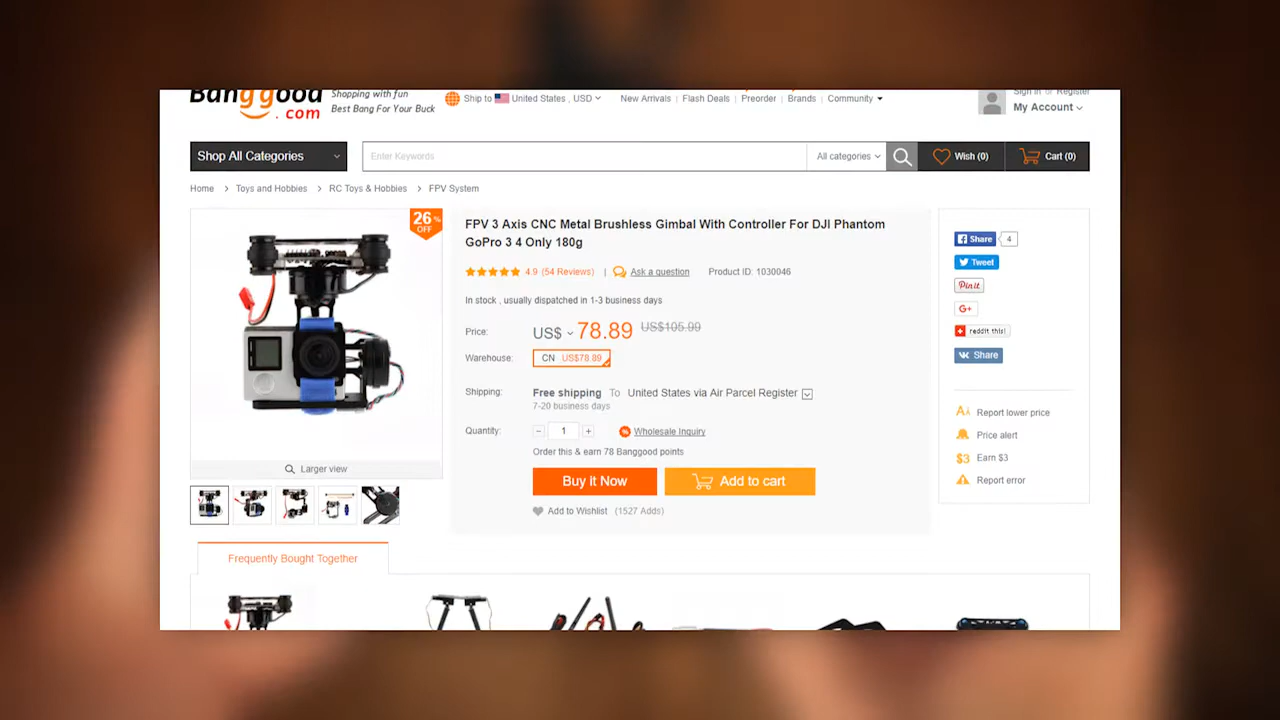 Banggood
.com
Shopping with fun
Best Bang For Your Buck
Ship to United States , USD
New Arrivals | Flash Deals | Preorder | Brands | Community
Sign in or Register
My Account
Shop All Categories
Enter Keywords
All categories
Wish (0)
Cart (0)
Home > Toys and Hobbies > RC Toys & Hobbies > FPV System
26%
OFF
FPV 3 Axis CNC Metal Brushless Gimbal With Controller For DJI Phantom
GoPro 3 4 Only 180g
4.9 (54 Reviews) | Ask a question Product ID: 1030046
In stock , usually dispatched in 1-3 business days
Price: US$ 78.89 US$105.99
Warehouse: CN US$78.89
Shipping: Free shipping To United States via Air Parcel Register
7-20 business days
Quantity: − 1 + % Wholesale Inquiry
Order this & earn 78 Banggood points
Buy it Now
Add to cart
Add to Wishlist (1527 Adds)
Larger view
Share 4
Tweet
Pin it
G+
reddit this!
Share
Report lower price
Price alert
$3 Earn $3
Report error
Frequently Bought Together